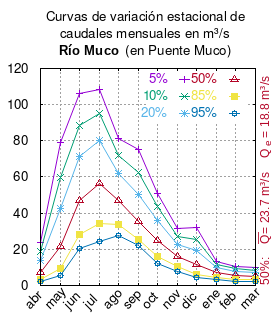 Curvas de variación estacional de
caudales mensuales en m³/s
Río Muco (en Puente Muco)
120
100
80
60
40
20
0
5% 50%
10% 85%
20% 95%
abr
may
jun
jul
ago
sep
oct
nov
dic
ene
feb
mar
50%: Q= 23.7 m³/s Q e = 18.8 m³/s